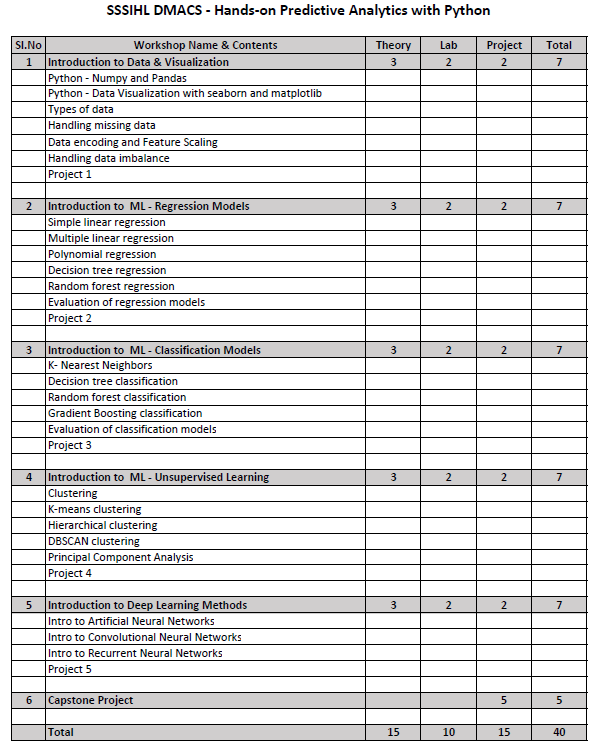 SSSIHL DMACS - Hands-on Predictive Analytics with Python
Sl.No Workshop Name & Contents Theory Lab Project Total
1 Introduction to Data & Visualization 3 2 2 7
Python - Numpy and Pandas
Python - Data Visualization with seaborn and matplotlib
Types of data
Handling missing data
Data encoding and Feature Scaling
Handling data imbalance
Project 1
2 Introduction to ML - Regression Models 3 2 2 7
Simple linear regression
Multiple linear regression
Polynomial regression
Decision tree regression
Random forest regression
Evaluation of regression models
Project 2
3 Introduction to ML - Classification Models 3 2 2 7
K- Nearest Neighbors
Decision tree classification
Random forest classification
Gradient Boosting classification
Evaluation of classification models
Project 3
4 Introduction to ML - Unsupervised Learning 3 2 2 7
Clustering
K-means clustering
Hierarchical clustering
DBSCAN clustering
Principal Component Analysis
Project 4
5 Introduction to Deep Learning Methods 3 2 2 7
Intro to Artificial Neural Networks
Intro to Convolutional Neural Networks
Intro to Recurrent Neural Networks
Project 5
6 Capstone Project 5 5
Total 15 10 15 40